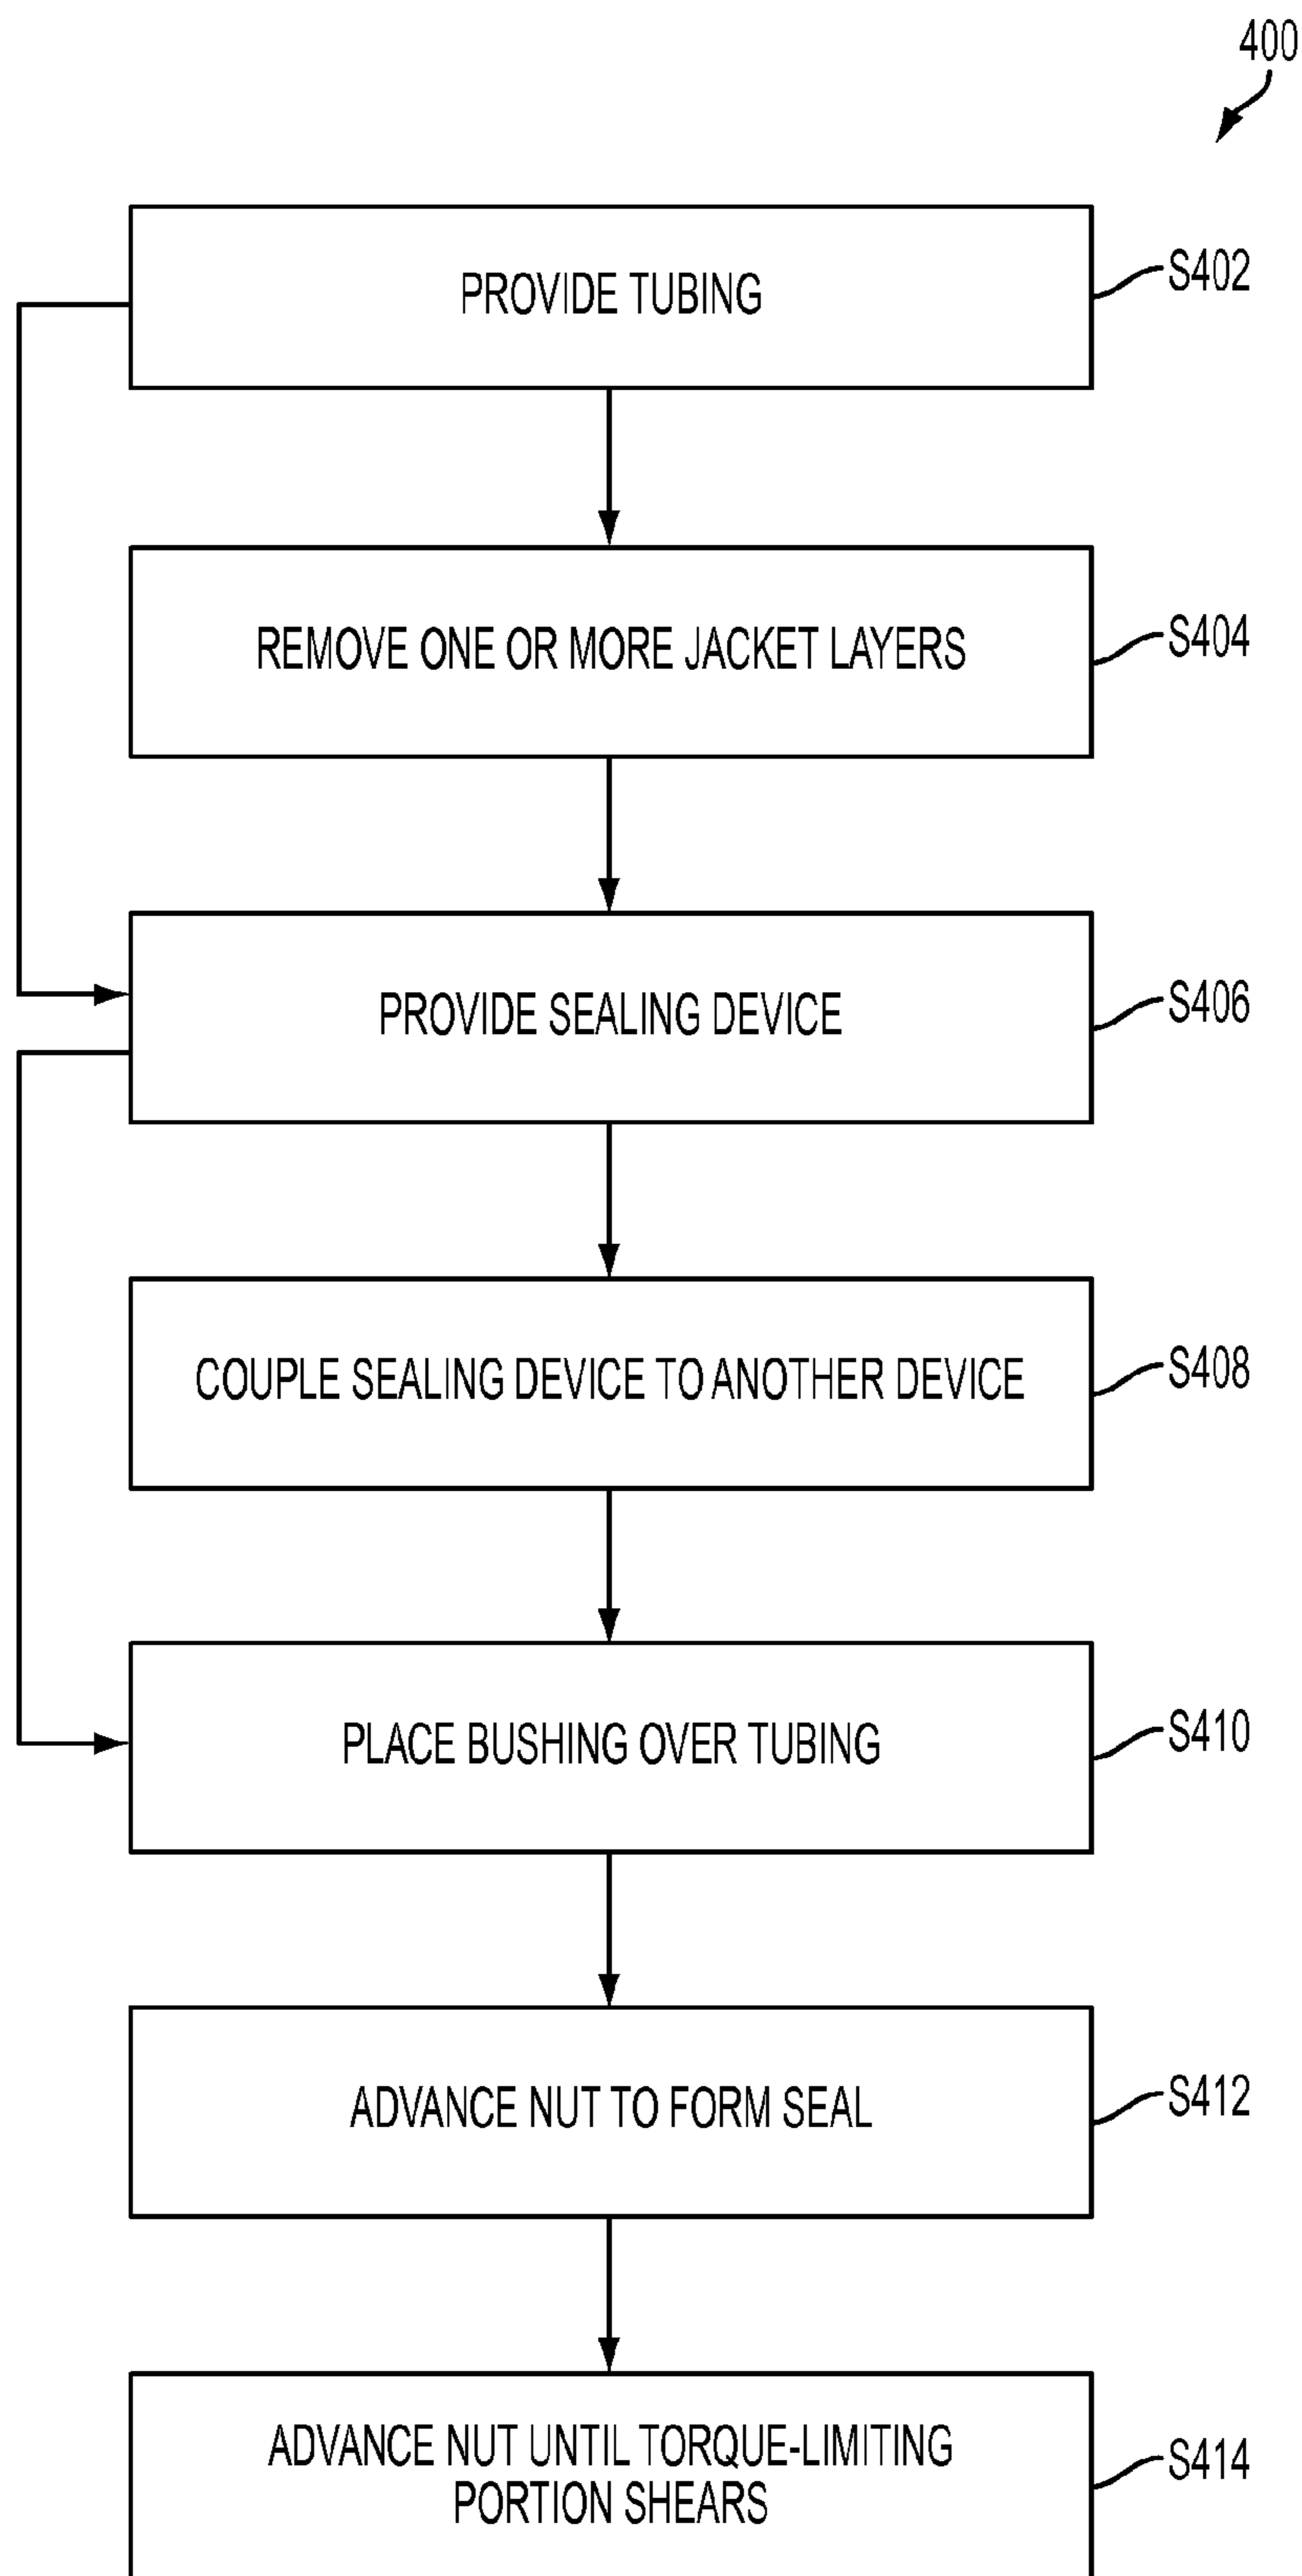 400
PROVIDE TUBING
S402
REMOVE ONE OR MORE JACKET LAYERS
S404
PROVIDE SEALING DEVICE
S406
COUPLE SEALING DEVICE TO ANOTHER DEVICE
S408
PLACE BUSHING OVER TUBING
S410
ADVANCE NUT TO FORM SEAL
S412
ADVANCE NUT UNTIL TORQUE-LIMITING
PORTION SHEARS
S414